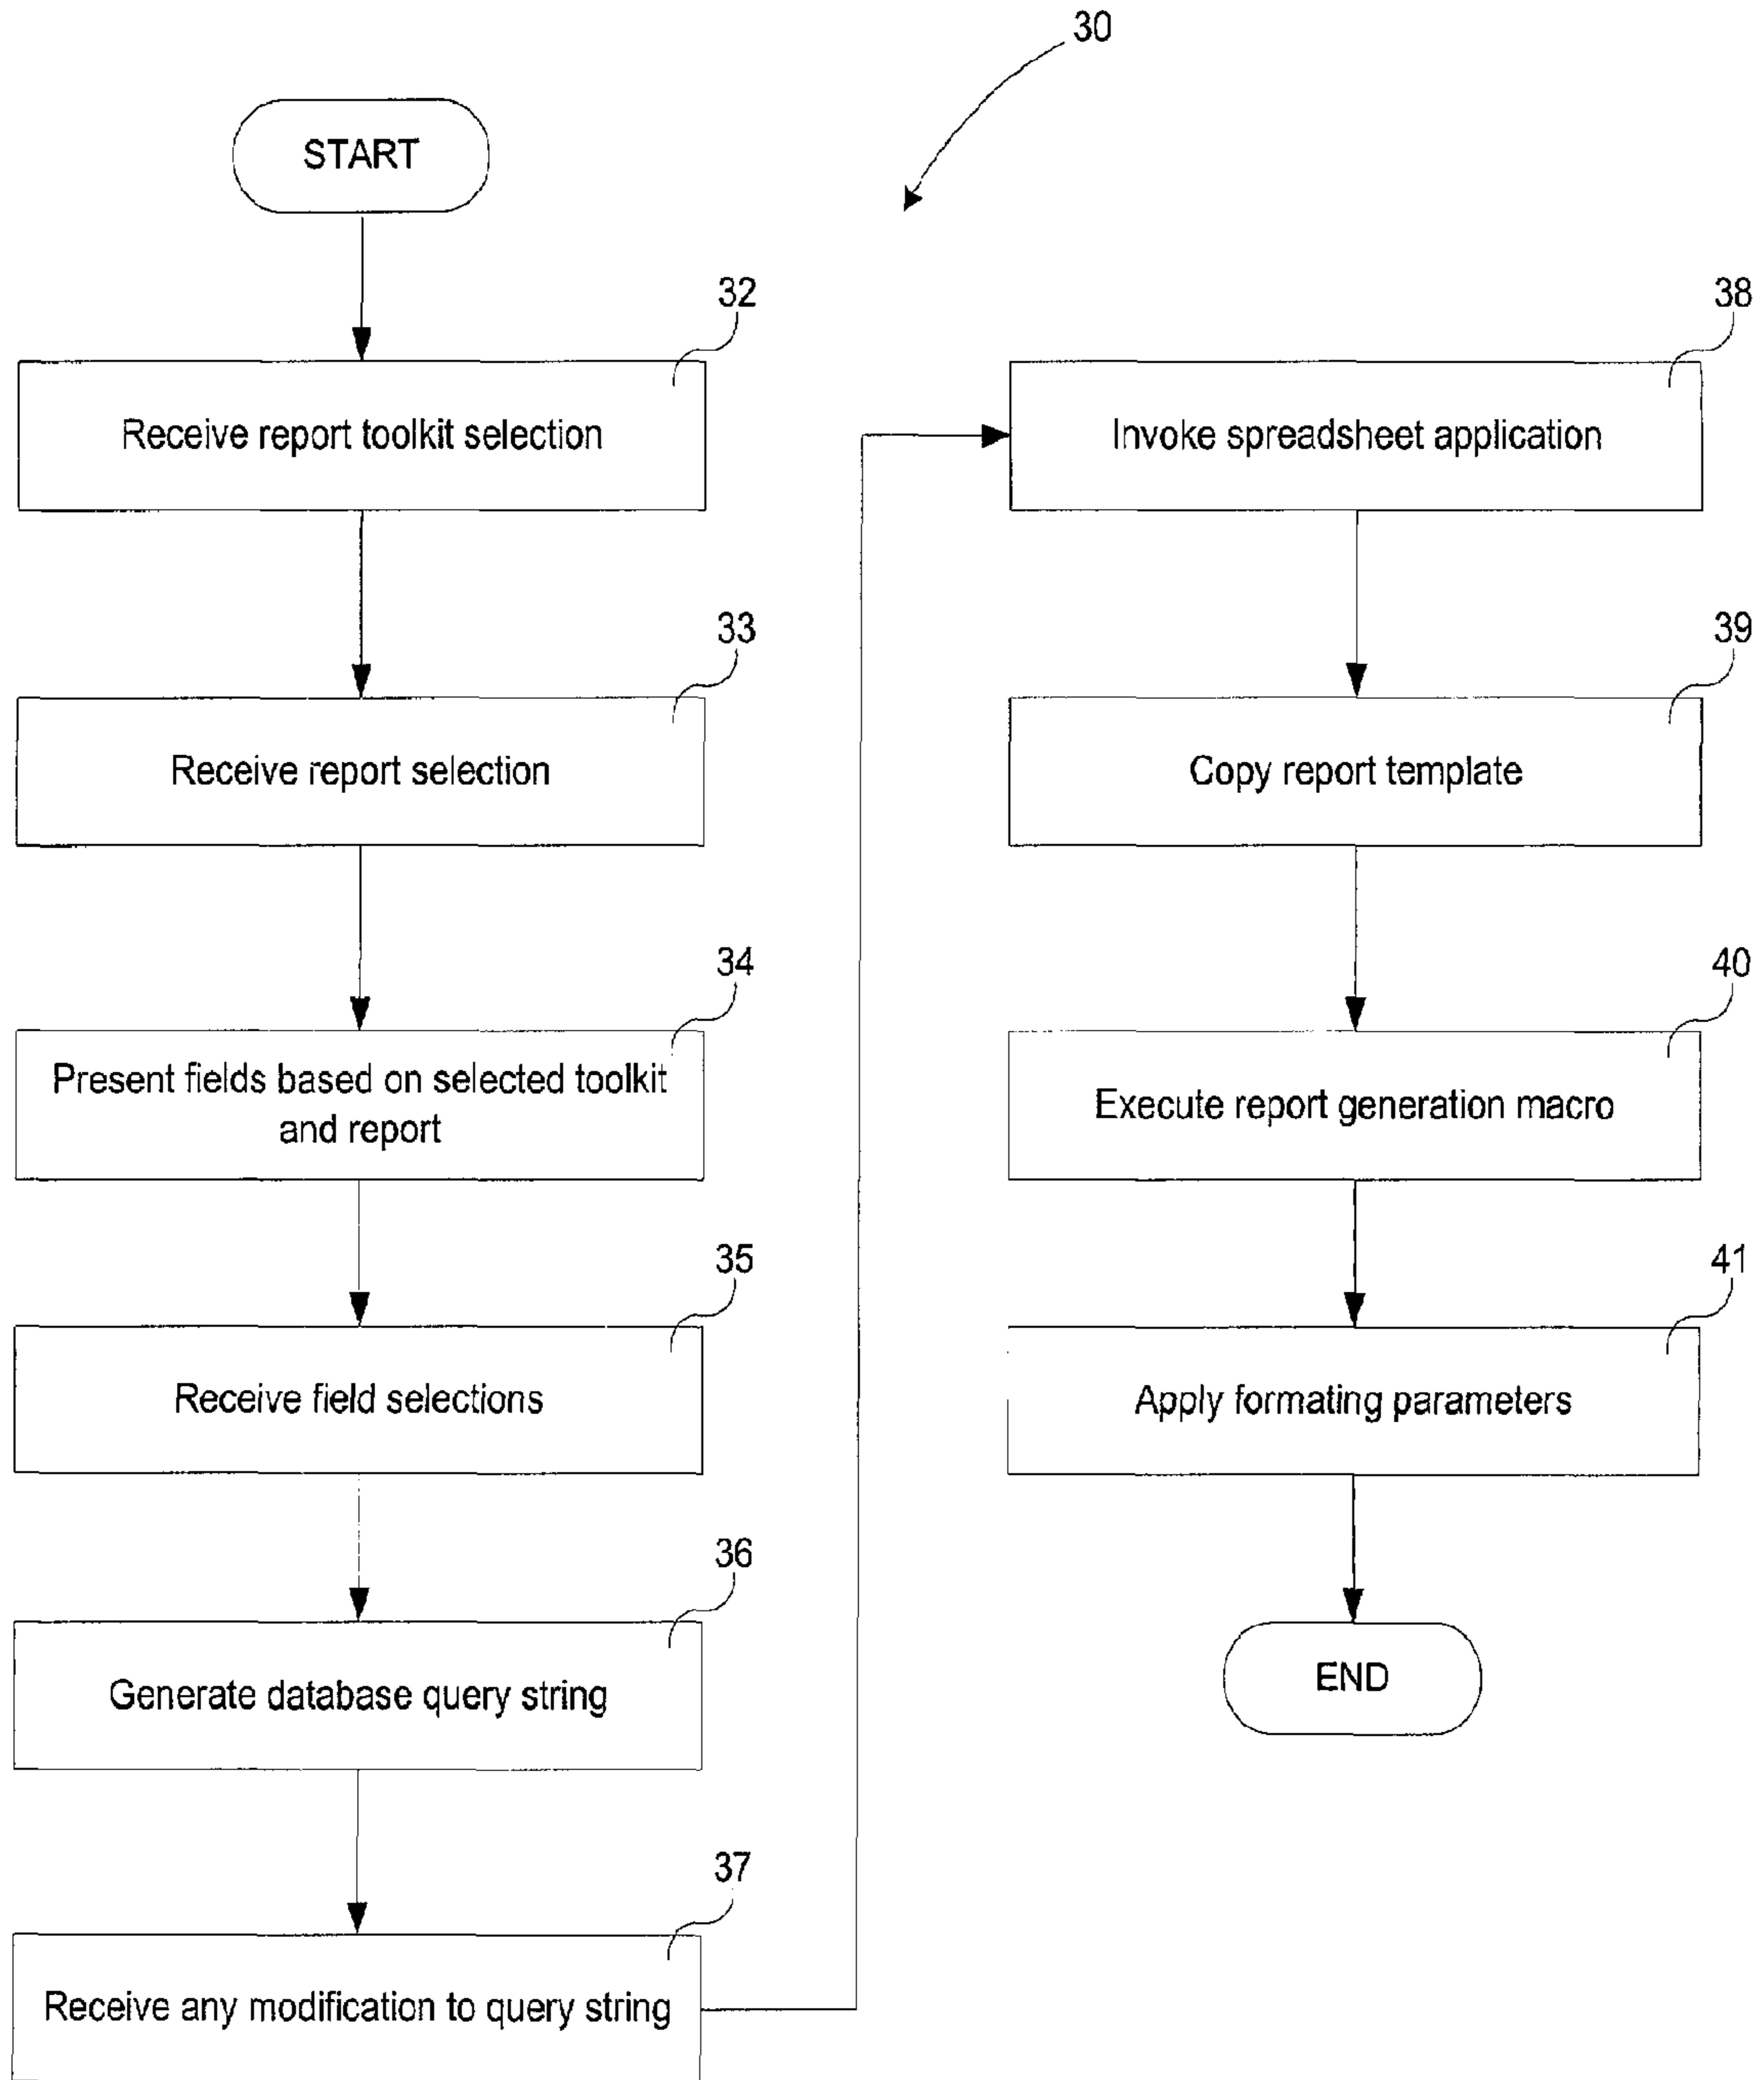 30
START
32
Receive report toolkit selection
33
Receive report selection
34
Present fields based on selected toolkit
and report
35
Receive field selections
36
Generate database query string
37
Receive any modification to query string
38
Invoke spreadsheet application
39
Copy report template
40
Execute report generation macro
41
Apply formating parameters
END